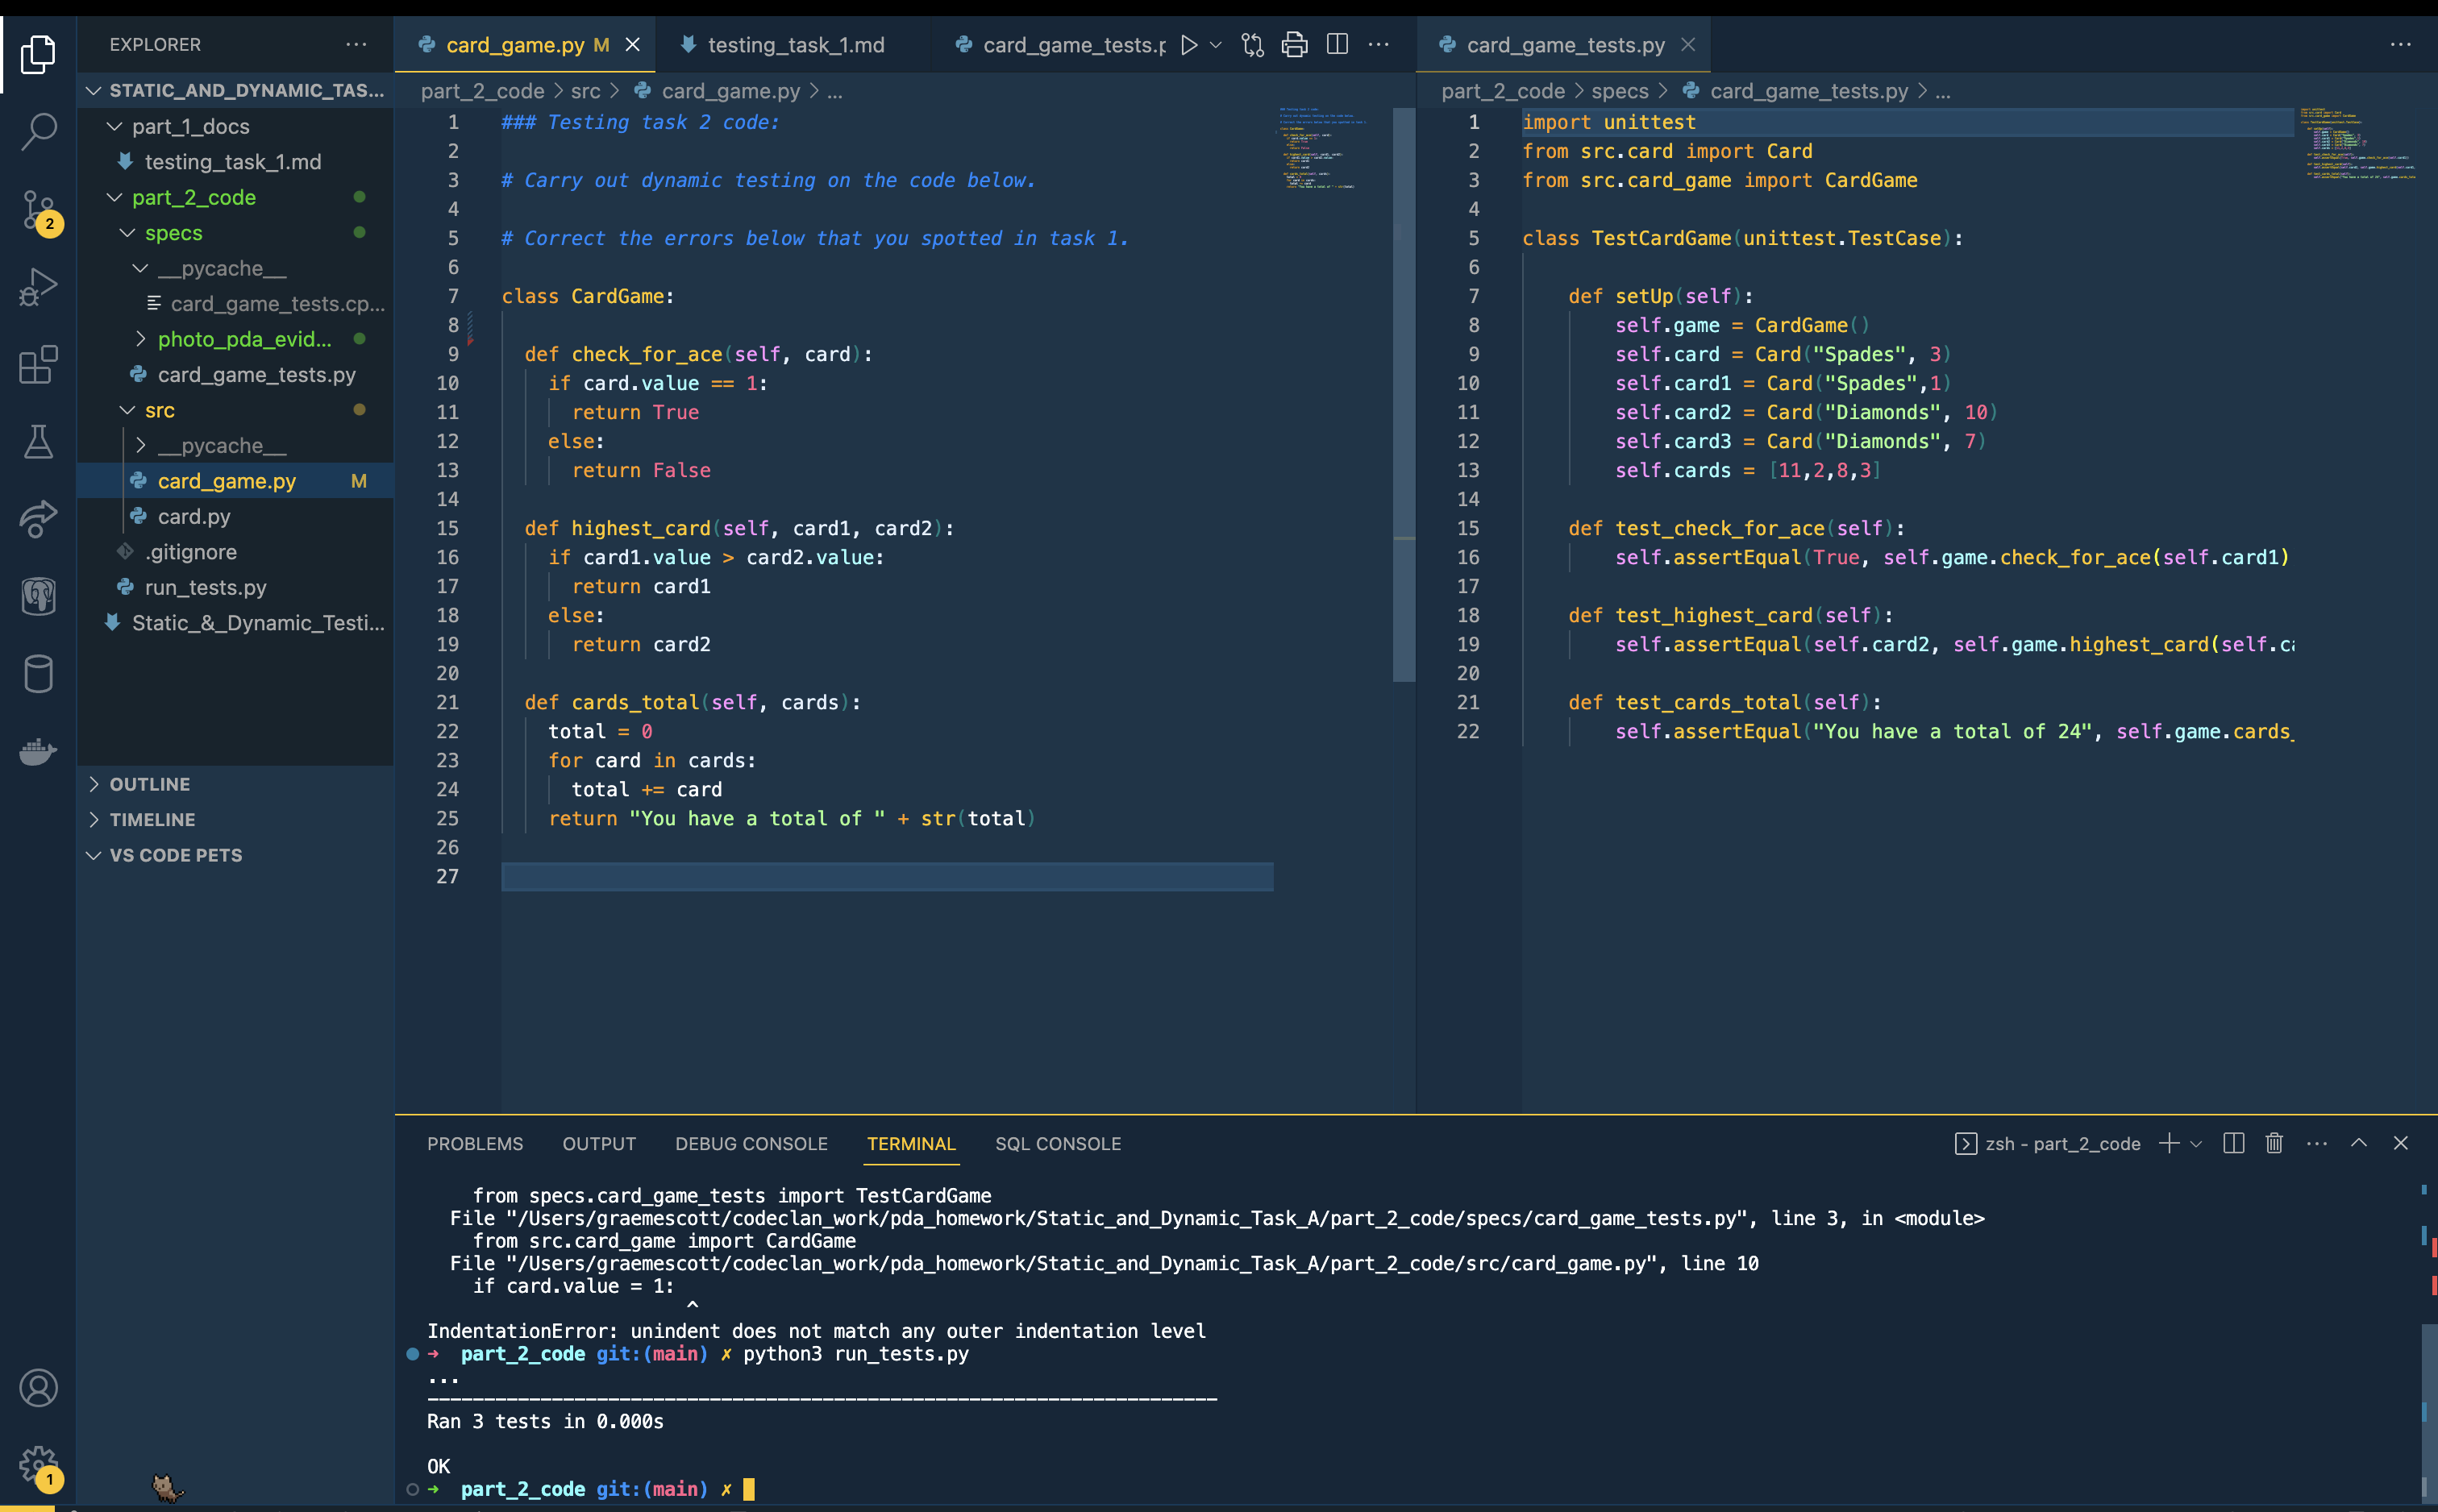 EXPLORER
STATIC_AND_DYNAMIC_TAS...
part_1_docs
testing_task_1.md
part_2_code
specs
__pycache__
card_game_tests.cp...
photo_pda_evid...
card_game_tests.py
src
__pycache__
card_game.py M
card.py
.gitignore
run_tests.py
Static_&_Dynamic_Testi...
OUTLINE
TIMELINE
VS CODE PETS
2
1
card_game.py M
testing_task_1.md
card_game_tests.p
part_2_code > src > card_game.py > ...
1 ### Testing task 2 code:
2
3 # Carry out dynamic testing on the code below.
4
5 # Correct the errors below that you spotted in task 1.
6
7 class CardGame:
8
9 def check_for_ace(self, card):
10 if card.value == 1:
11 return True
12 else:
13 return False
14
15 def highest_card(self, card1, card2):
16 if card1.value > card2.value:
17 return card1
18 else:
19 return card2
20
21 def cards_total(self, cards):
22 total = 0
23 for card in cards:
24 total += card
25 return "You have a total of " + str(total)
26
27
card_game_tests.py
part_2_code > specs > card_game_tests.py > ...
1 import unittest
2 from src.card import Card
3 from src.card_game import CardGame
4
5 class TestCardGame(unittest.TestCase):
6
7 def setUp(self):
8 self.game = CardGame()
9 self.card = Card("Spades", 3)
10 self.card1 = Card("Spades",1)
11 self.card2 = Card("Diamonds", 10)
12 self.card3 = Card("Diamonds", 7)
13 self.cards = [11,2,8,3]
14
15 def test_check_for_ace(self):
16 self.assertEqual(True, self.game.check_for_ace(self.card1)
17
18 def test_highest_card(self):
19 self.assertEqual(self.card2, self.game.highest_card(self.ca
20
21 def test_cards_total(self):
22 self.assertEqual("You have a total of 24", self.game.cards_
PROBLEMS OUTPUT DEBUG CONSOLE TERMINAL SQL CONSOLE
zsh - part_2_code
from specs.card_game_tests import TestCardGame
File "/Users/graemescott/codeclan_work/pda_homework/Static_and_Dynamic_Task_A/part_2_code/specs/card_game_tests.py", line 3, in <module>
from src.card_game import CardGame
File "/Users/graemescott/codeclan_work/pda_homework/Static_and_Dynamic_Task_A/part_2_code/src/card_game.py", line 10
if card.value = 1:
^
IndentationError: unindent does not match any outer indentation level
➜ part_2_code git:(main) ✗ python3 run_tests.py
...
----------------------------------------------------------------------
Ran 3 tests in 0.000s
OK
➜ part_2_code git:(main) ✗